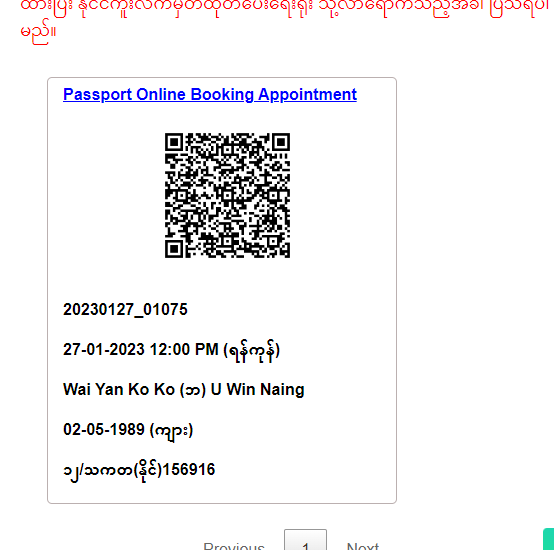 ထားပြီး နိုင်ငံကူးလက်မှတ်ထုတ်ပေးရေးရုံး သို့လာရောက်သည့်အခါ ပြသရပါ
မည်။
Passport Online Booking Appointment
20230127_01075
27-01-2023 12:00 PM (ရန်ကုန်)
Wai Yan Ko Ko (ဘ) U Win Naing
02-05-1989 (ကျား)
၁၂/သကတ(နိုင်)156916
Previous 1 Next